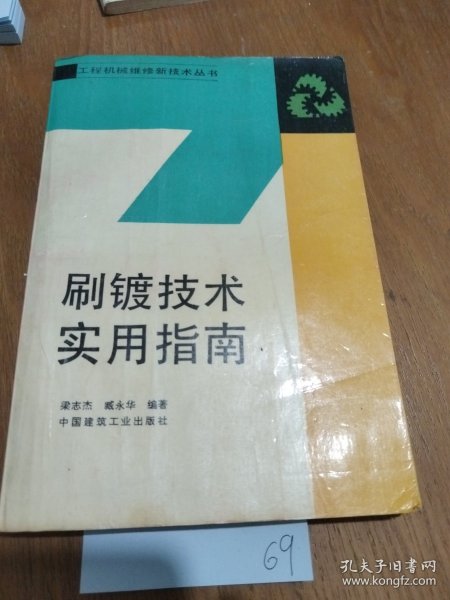 工程机械维修新技术丛书
刷镀技术
实用指南
梁志杰 臧永华 编著
中国建筑工业出版社
69
孔夫子旧书网
www.kongfz.com